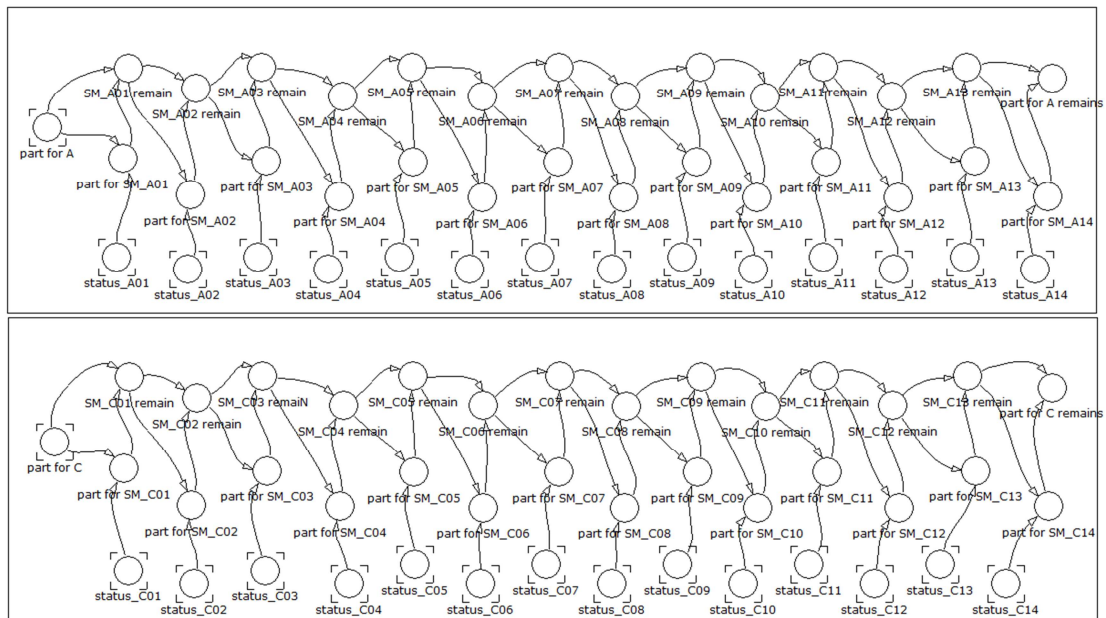 SM_A01 remain
SM_A02 remain
SM_A03 remain
SM_A04 remain
SM_A05 remain
SM_A06 remain
SM_A07 remain
SM_A08 remain
SM_A09 remain
SM_A10 remain
SM_A11 remain
SM_A12 remain
SM_A13 remain
part for A remains
part for A
part for SM_A01
part for SM_A02
part for SM_A03
part for SM_A04
part for SM_A05
part for SM_A06
part for SM_A07
part for SM_A08
part for SM_A09
part for SM_A10
part for SM_A11
part for SM_A12
part for SM_A13
part for SM_A14
status_A01
status_A02
status_A03
status_A04
status_A05
status_A06
status_A07
status_A08
status_A09
status_A10
status_A11
status_A12
status_A13
status_A14
SM_C01 remain
SM_C02 remain
SM_C03 remaiN
SM_C04 remain
SM_C05 remain
SM_C06 remain
SM_C07 remain
SM_C08 remain
SM_C09 remain
SM_C10 remain
SM_C11 remain
SM_C12 remain
SM_C13 remain
part for C remains
part for C
part for SM_C01
part for SM_C02
part for SM_C03
part for SM_C04
part for SM_C05
part for SM_C06
part for SM_C07
part for SM_C08
part for SM_C09
part for SM_C10
part for SM_C11
part for SM_C12
part for SM_C13
part for SM_C14
status_C01
status_C02
status_C03
status_C04
status_C05
status_C06
status_C07
status_C08
status_C09
status_C10
status_C11
status_C12
status_C13
status_C14